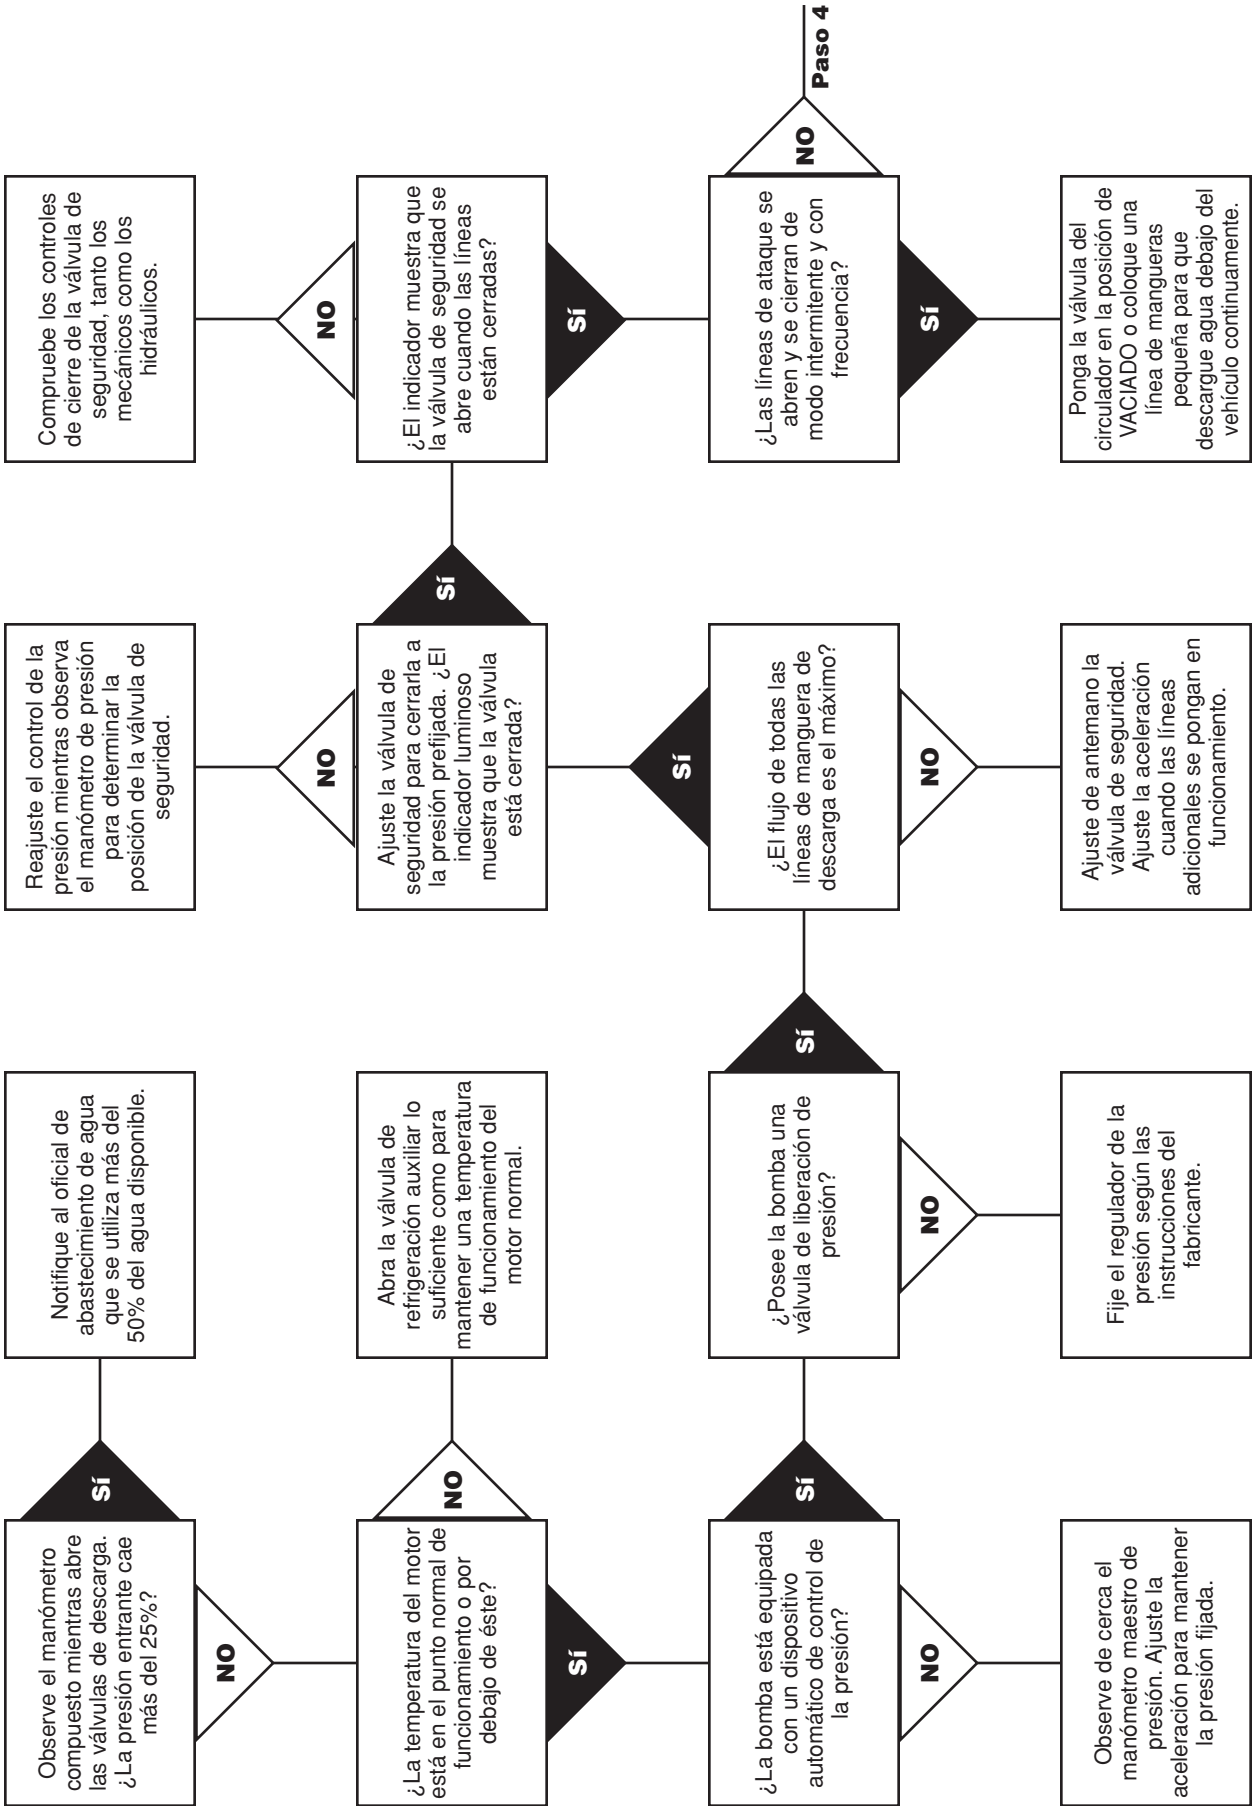 Observe el manómetro
compuesto mientras abre
las válvulas de descarga.
¿La presión entrante cae
más del 25%?
Sí
Notifique al oficial de
abastecimiento de agua
que se utiliza más del
50% del agua disponible.
Reajuste el control de la
presión mientras observa
el manómetro de presión
para determinar la
posición de la válvula de
seguridad.
Compruebe los controles
de cierre de la válvula de
seguridad, tanto los
mecánicos como los
hidráulicos.
NO
NO
NO
¿La temperatura del motor
está en el punto normal de
funcionamiento o por
debajo de éste?
NO
Abra la válvula de
refrigeración auxiliar lo
suficiente como para
mantener una temperatura
de funcionamiento del
motor normal.
Ajuste la válvula de
seguridad para cerrarla a
la presión prefijada. ¿El
indicador luminoso
muestra que la válvula
está cerrada?
Sí
¿El indicador muestra que
la válvula de seguridad se
abre cuando las líneas
están cerradas?
Sí
Sí
Sí
¿La bomba está equipada
con un dispositivo
automático de control de
la presión?
Sí
¿Posee la bomba una
válvula de liberación de
presión?
Sí
¿El flujo de todas las
líneas de manguera de
descarga es el máximo?
¿Las líneas de ataque se
abren y se cierran de
modo intermitente y con
frecuencia?
NO
Paso 4
NO
NO
NO
Sí
Observe de cerca el
manómetro maestro de
presión. Ajuste la
aceleración para mantener
la presión fijada.
Fije el regulador de la
presión según las
instrucciones del
fabricante.
Ajuste de antemano la
válvula de seguridad.
Ajuste la aceleración
cuando las líneas
adicionales se pongan en
funcionamiento.
Ponga la válvula del
circulador en la posición de
VACIADO o coloque una
línea de mangueras
pequeña para que
descargue agua debajo del
vehículo continuamente.